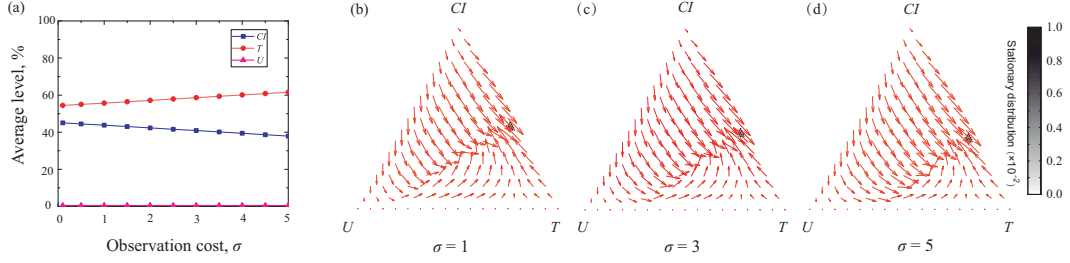 (a)
Average level, %
100
80
60
40
20
0
0
1
2
3
4
5
Observation cost, σ
CI
T
U
(b)
CI
U
T
σ = 1
(c)
CI
U
T
σ = 3
(d)
CI
U
T
σ = 5
1.0
0.8
0.6
0.4
0.2
0.0
Stationary distribution (×10⁻²)